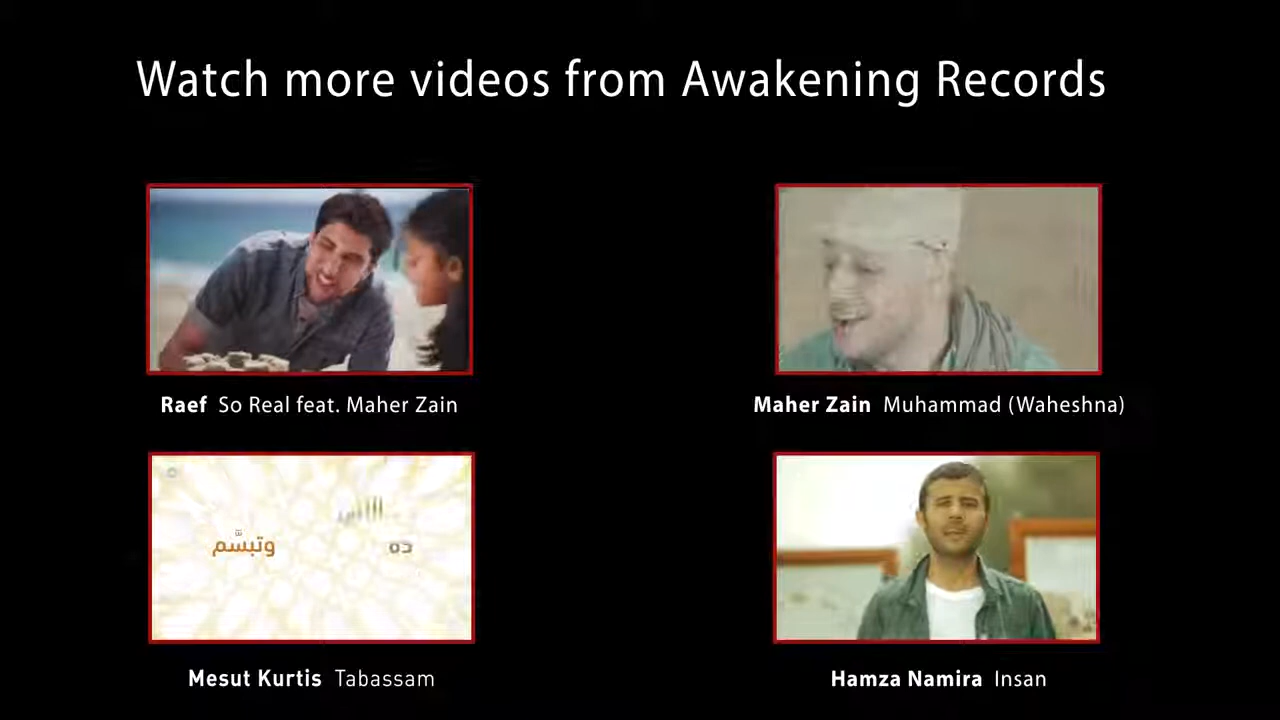 Watch more videos from Awakening Records
Raef So Real feat. Maher Zain
Maher Zain Muhammad (Waheshna)
وتبسَّم
ده
Mesut Kurtis Tabassam
Hamza Namira Insan